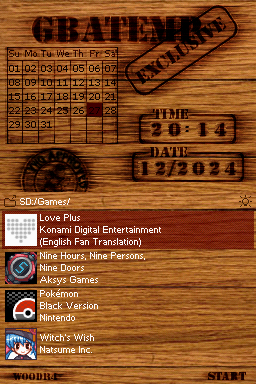 GBATEMP
EXCLUSIVE
Su Mo Tu We Th Fr Sa
01 02 03 04 05 06 07
08 09 10 11 12 13 14
15 16 17 18 19 20 21
22 23 24 25 26 28
29 30 31
TIME
20:14
DATE
12/2024
SD:/Games/
Love Plus
Konami Digital Entertainment
(English Fan Translation)
Nine Hours, Nine Persons,
Nine Doors
Aksys Games
Pokémon
Black Version
Nintendo
Witch's Wish
Natsume Inc.
START